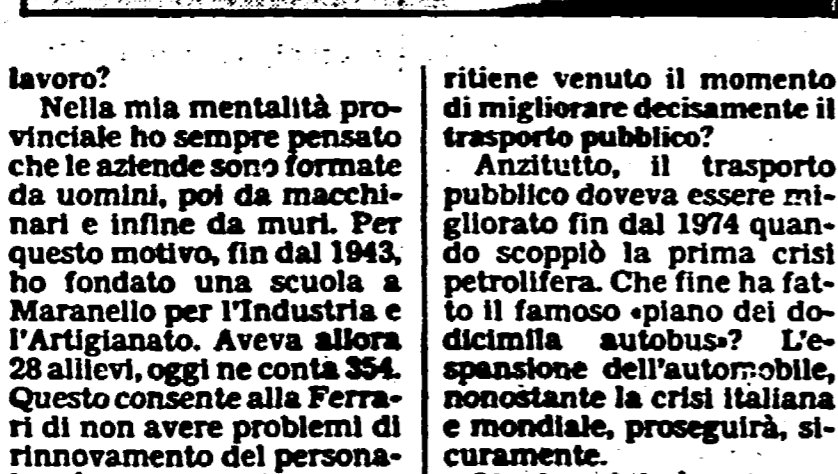 lavoro?
Nella mia mentalità pro-
vinciale ho sempre pensato
che le aziende sono formate
da uomini, poi da macchi-
nari e infine da muri. Per
questo motivo, fin dal 1943,
ho fondato una scuola a
Maranello per l'Industria e
l'Artigianato. Aveva allora
28 allievi, oggi ne conta 354.
Questo consente alla Ferra-
ri di non avere problemi di
rinnovamento del persona-
ritiene venuto il momento
di migliorare decisamente il
trasporto pubblico?
Anzitutto, il trasporto
pubblico doveva essere mi-
gliorato fin dal 1974 quan-
do scoppiò la prima crisi
petrolifera. Che fine ha fat-
to il famoso «piano dei do-
dicimila autobus»? L'e-
spansione dell'automobile,
nonostante la crisi italiana
e mondiale, proseguirà, si-
curamente.